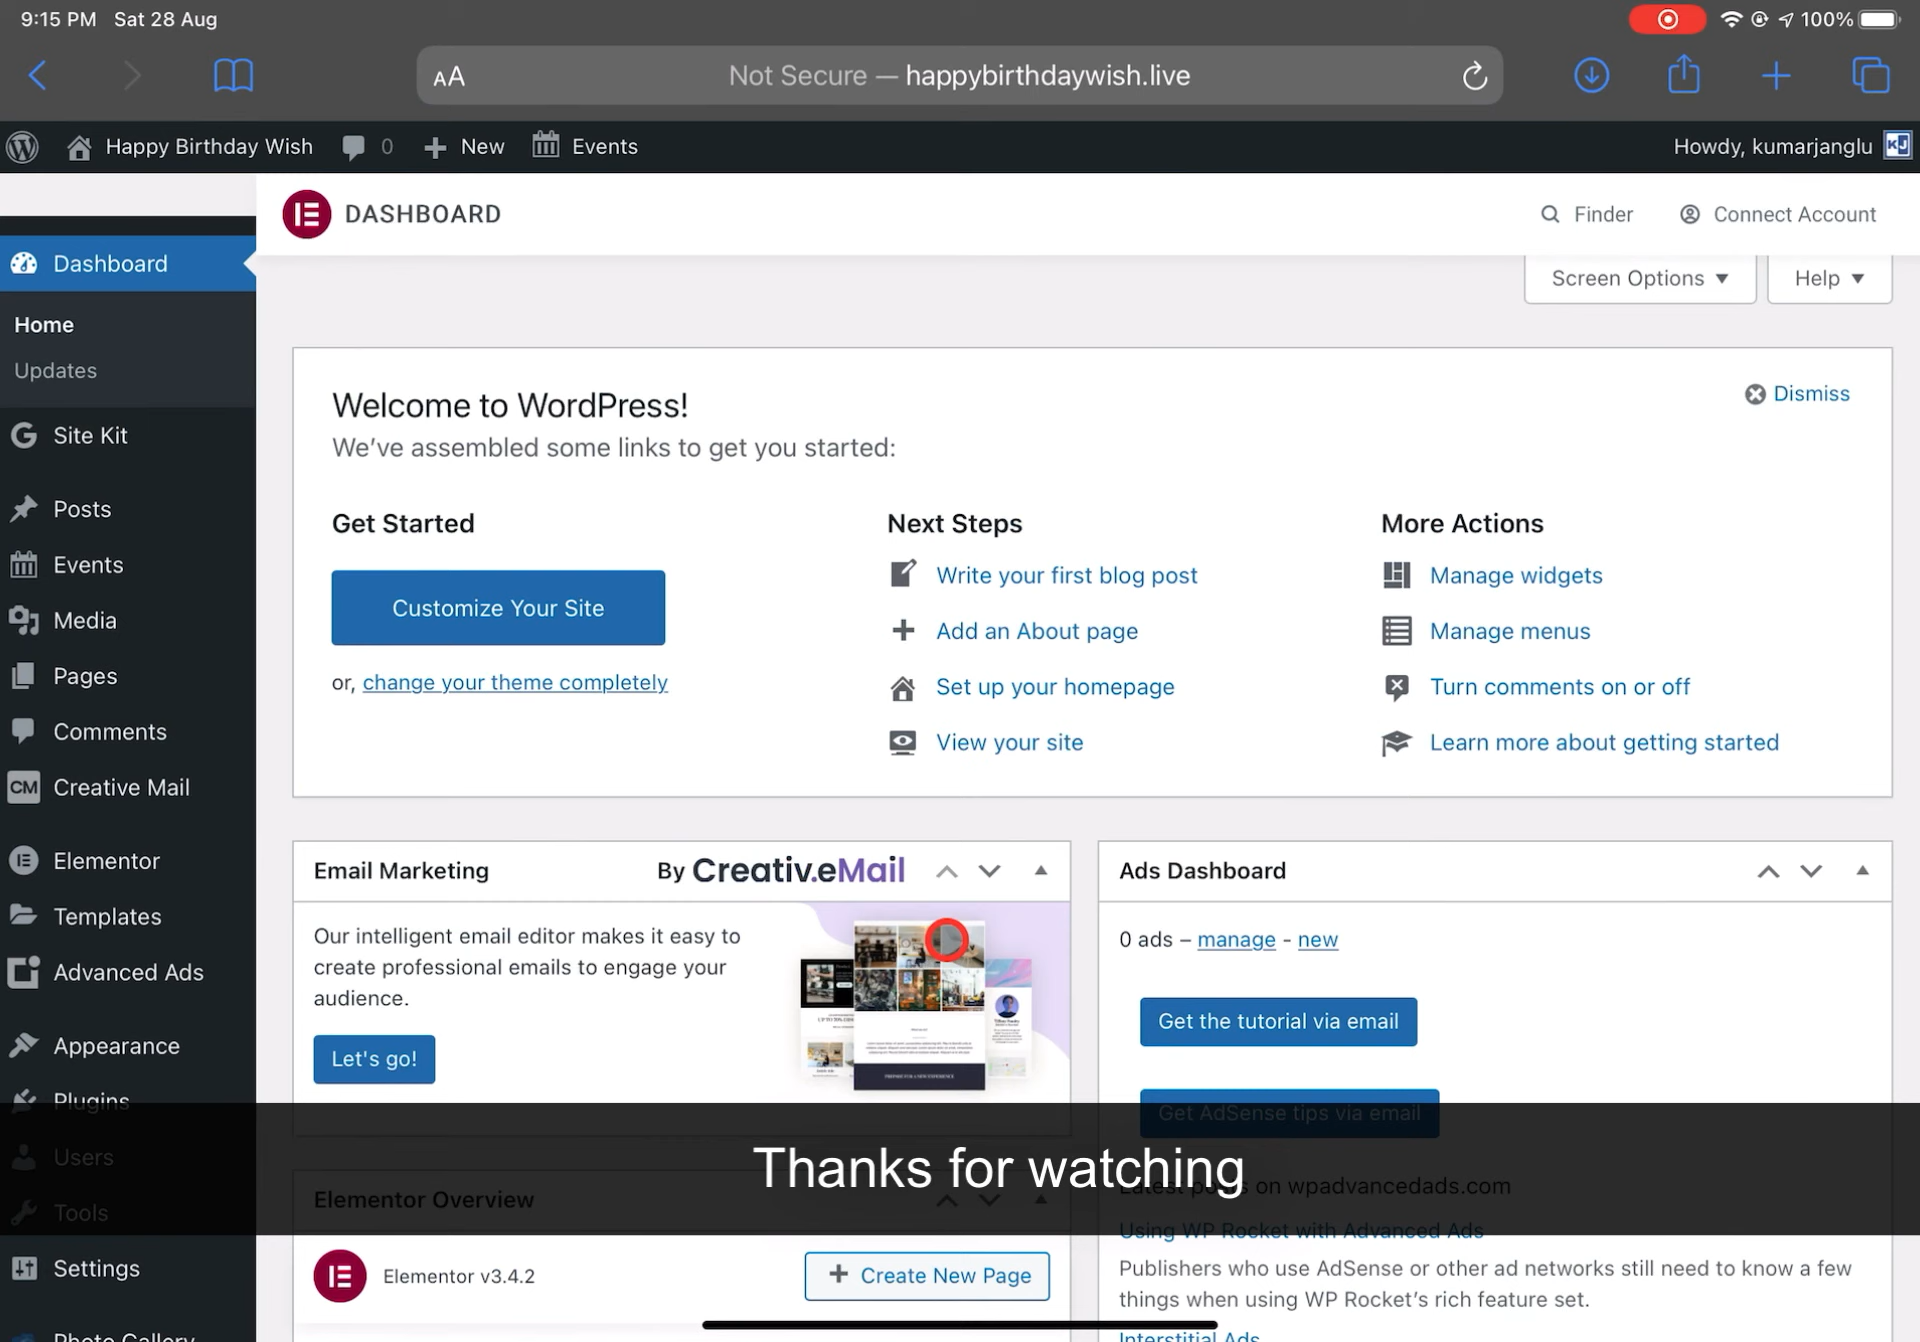 9:15 PM Sat 28 Aug
100%
AA
Not Secure — happybirthdaywish.live
Happy Birthday Wish
0
New
Events
Howdy, kumarjanglu
KJ
DASHBOARD
Finder
Connect Account
Screen Options
Help
Dashboard
Home
Updates
Site Kit
Posts
Events
Media
Pages
Comments
CM Creative Mail
Elementor
Templates
Advanced Ads
Appearance
Plugins
Users
Tools
Settings
Photo Gallery
Welcome to WordPress!
We've assembled some links to get you started:
Dismiss
Get Started
Customize Your Site
or, change your theme completely
Next Steps
Write your first blog post
Add an About page
Set up your homepage
View your site
More Actions
Manage widgets
Manage menus
Turn comments on or off
Learn more about getting started
Email Marketing
By Creativ.eMail
Our intelligent email editor makes it easy to
create professional emails to engage your
audience.
Let's go!
Ads Dashboard
0 ads – manage - new
Get the tutorial via email
Get AdSense tips via email
Thanks for watching
Elementor Overview
Elementor v3.4.2
Create New Page
Latest posts on wpadvancedads.com
Using WP Rocket with Advanced Ads
Publishers who use AdSense or other ad networks still need to know a few
things when using WP Rocket's rich feature set.
Interstitial Ads